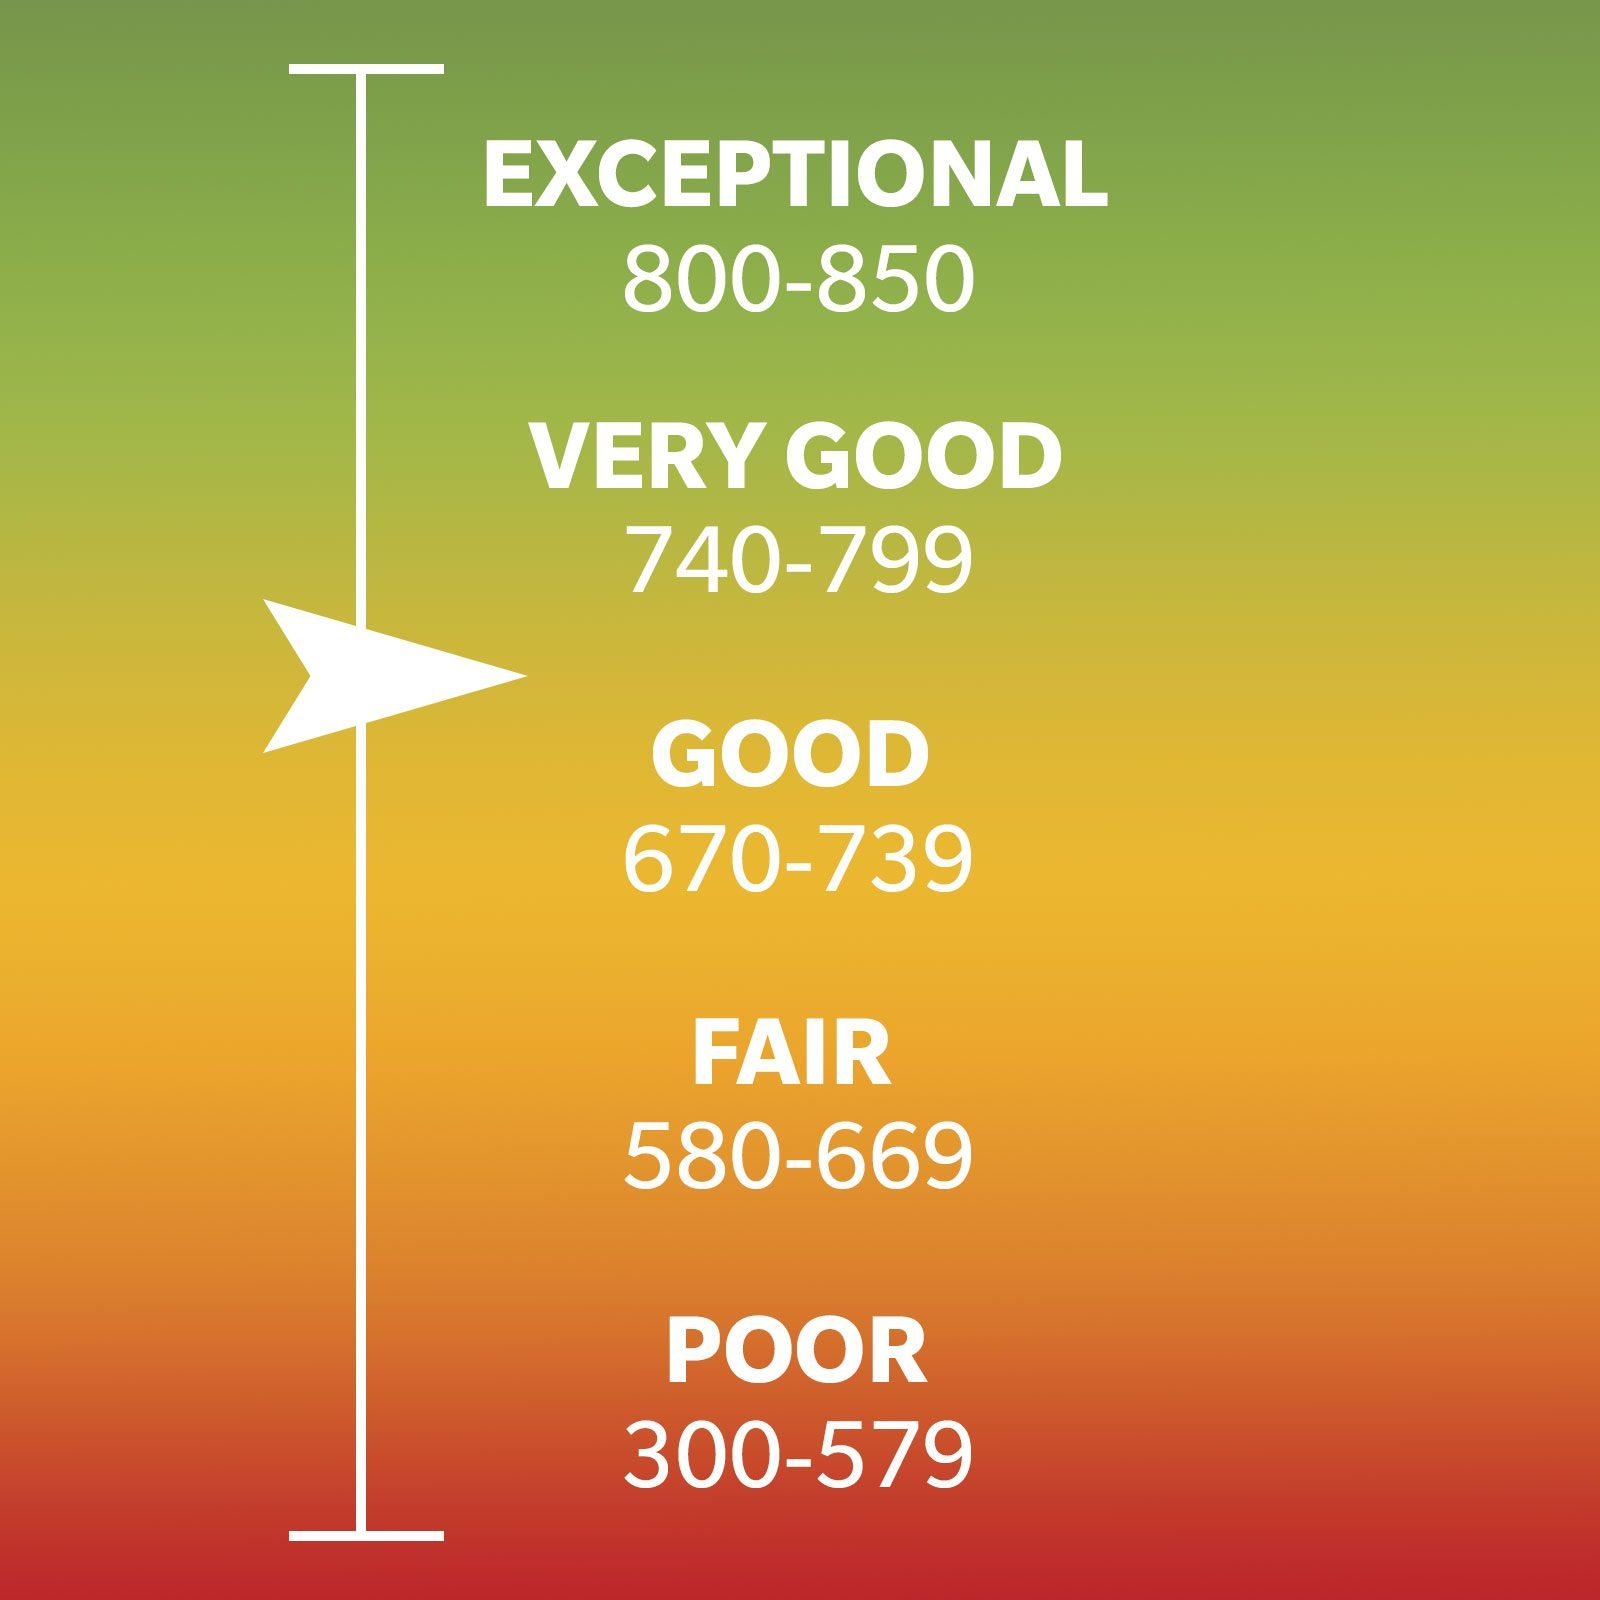 EXCEPTIONAL
800-850
VERY GOOD
740-799
GOOD
670-739
FAIR
580-669
POOR
300-579